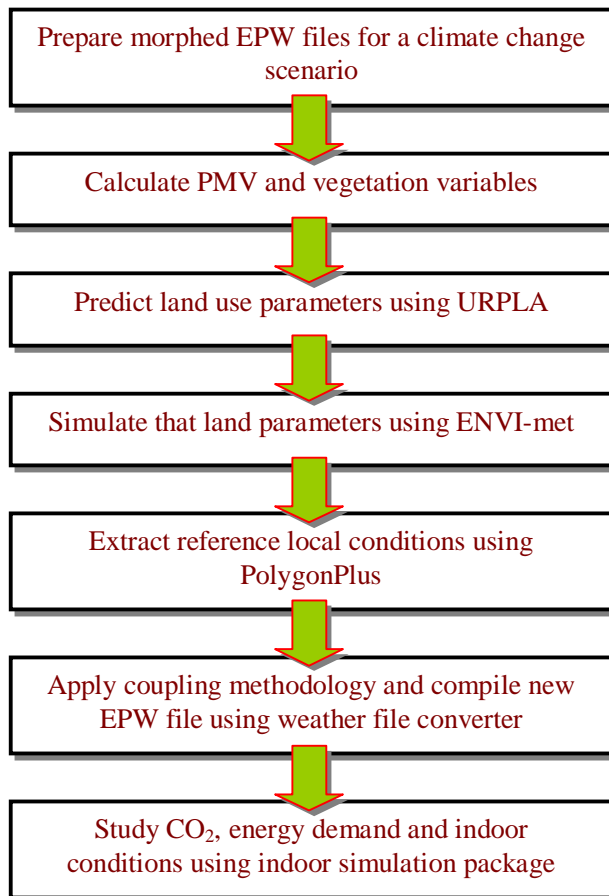 Prepare morphed EPW files for a climate change
scenario
Calculate PMV and vegetation variables
Predict land use parameters using URPLA
Simulate that land parameters using ENVI-met
Extract reference local conditions using
PolygonPlus
Apply coupling methodology and compile new
EPW file using weather file converter
Study CO₂, energy demand and indoor
conditions using indoor simulation package